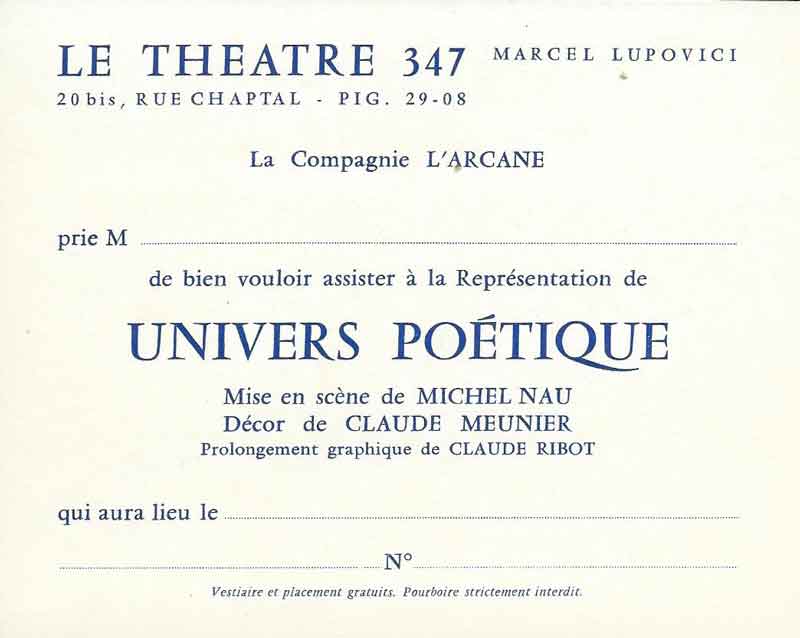 LE THEATRE 347 MARCEL LUPOVICI
20 bis, RUE CHAPTAL - PIG. 29-08
La Compagnie L'ARCANE
prie M
de bien vouloir assister à la Représentation de
UNIVERS POÉTIQUE
Mise en scène de MICHEL NAU
Décor de CLAUDE MEUNIER
Prolongement graphique de CLAUDE RIBOT
qui aura lieu le
N°
Vestiaire et placement gratuits. Pourboire strictement interdit.